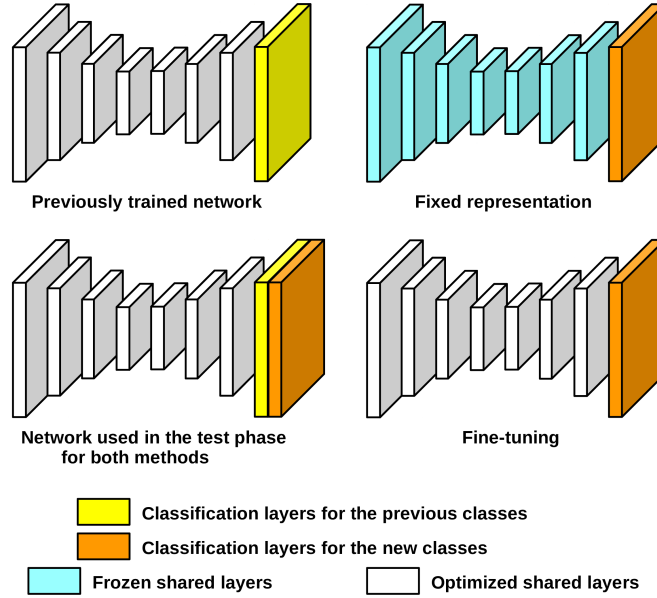 Previously trained network
Fixed representation
Network used in the test phase
for both methods
Fine-tuning
Classification layers for the previous classes
Classification layers for the new classes
Frozen shared layers
Optimized shared layers